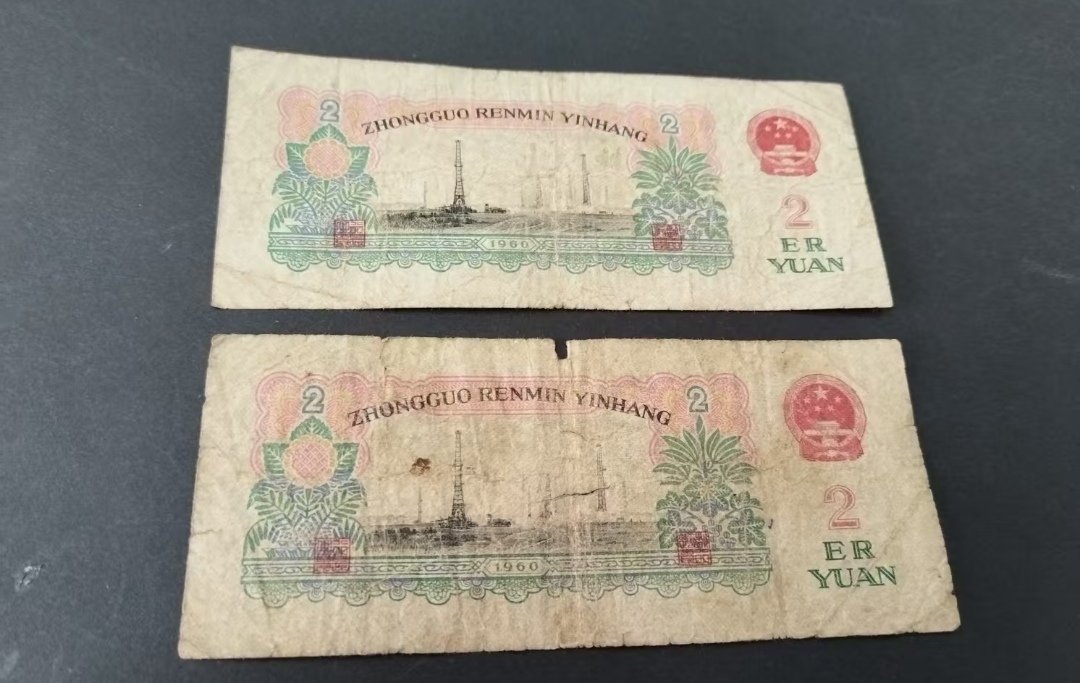 2 2
ZHONGGUO RENMIN YINHANG
2
ER
YUAN
1960
2 2
ZHONGGUO RENMIN YINHANG
2
ER
YUAN
1960